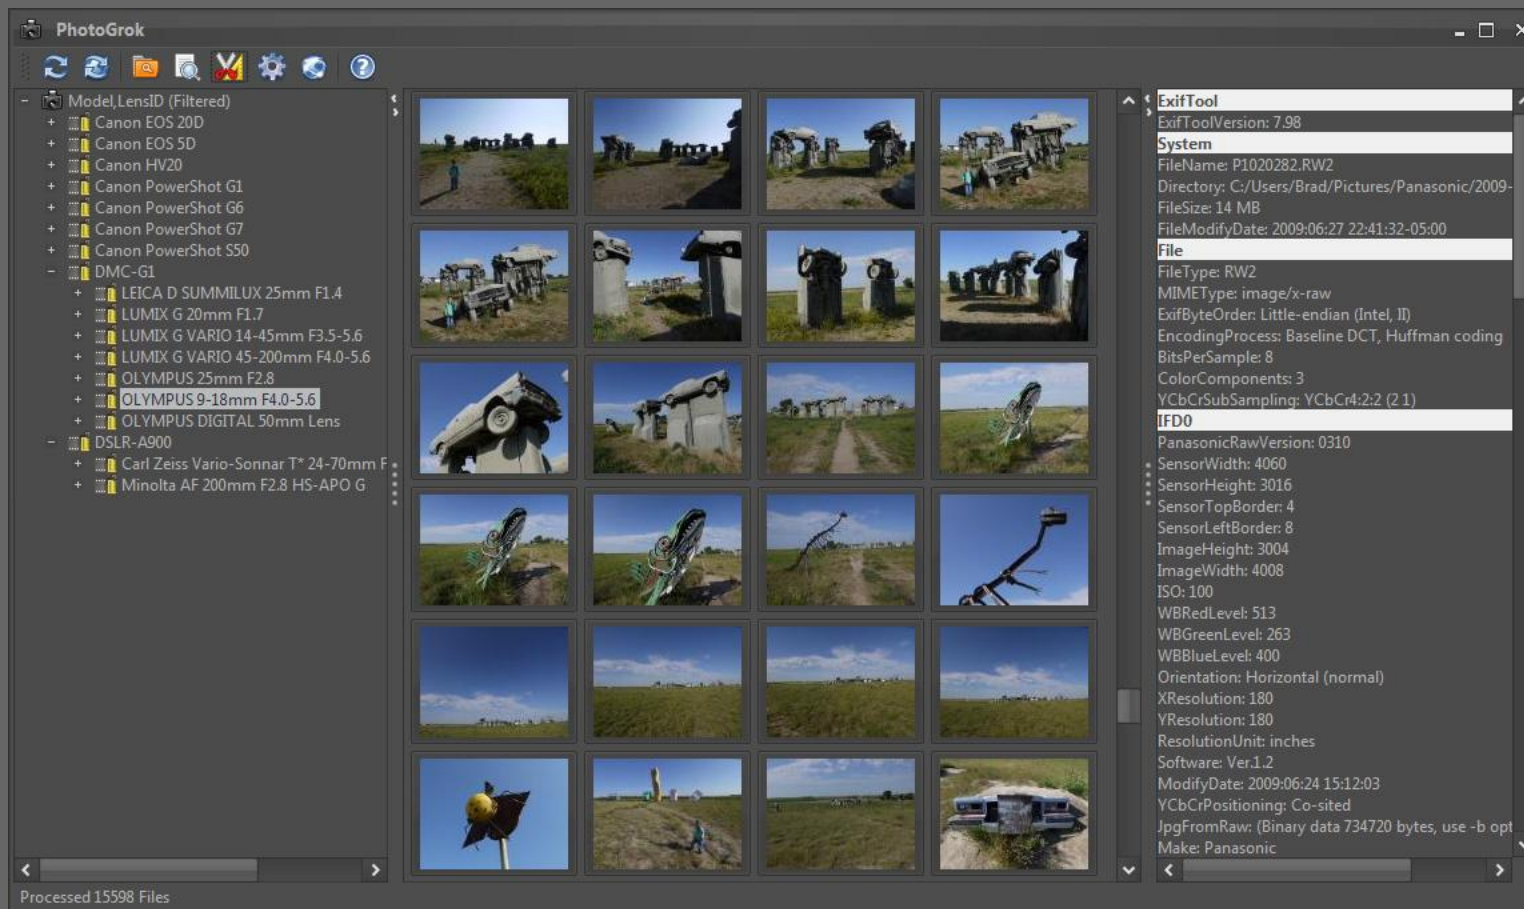 PhotoGrok
Model,LensID (Filtered)
Canon EOS 20D
Canon EOS 5D
Canon HV20
Canon PowerShot G1
Canon PowerShot G6
Canon PowerShot G7
Canon PowerShot S50
DMC-G1
LEICA D SUMMILUX 25mm F1.4
LUMIX G 20mm F1.7
LUMIX G VARIO 14-45mm F3.5-5.6
LUMIX G VARIO 45-200mm F4.0-5.6
OLYMPUS 25mm F2.8
OLYMPUS 9-18mm F4.0-5.6
OLYMPUS DIGITAL 50mm Lens
DSLR-A900
Carl Zeiss Vario-Sonnar T* 24-70mm F
Minolta AF 200mm F2.8 HS-APO G
ExifTool
ExifToolVersion: 7.98
System
FileName: P1020282.RW2
Directory: C:/Users/Brad/Pictures/Panasonic/2009-
FileSize: 14 MB
FileModifyDate: 2009:06:27 22:41:32-05:00
File
FileType: RW2
MIMEType: image/x-raw
ExifByteOrder: Little-endian (Intel, II)
EncodingProcess: Baseline DCT, Huffman coding
BitsPerSample: 8
ColorComponents: 3
YCbCrSubSampling: YCbCr4:2:2 (2 1)
IFD0
PanasonicRawVersion: 0310
SensorWidth: 4060
SensorHeight: 3016
SensorTopBorder: 4
SensorLeftBorder: 8
ImageHeight: 3004
ImageWidth: 4008
ISO: 100
WBRedLevel: 513
WBGreenLevel: 263
WBBlueLevel: 400
Orientation: Horizontal (normal)
XResolution: 180
YResolution: 180
ResolutionUnit: inches
Software: Ver.1.2
ModifyDate: 2009:06:24 15:12:03
YCbCrPositioning: Co-sited
JpgFromRaw: (Binary data 734720 bytes, use -b opt
Make: Panasonic
Processed 15598 Files